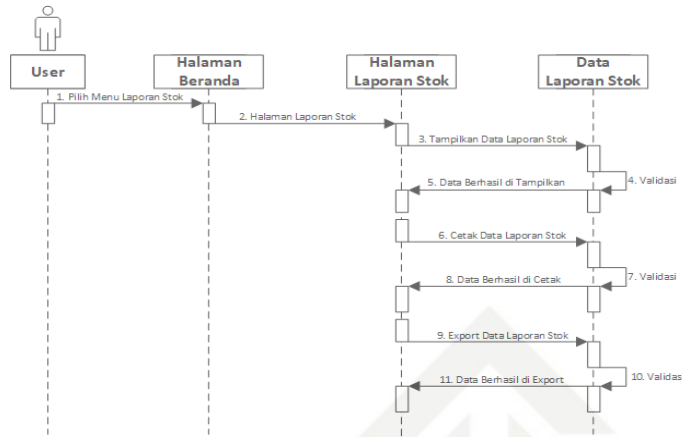 User
Halaman
Beranda
Halaman
Laporan Stok
Data
Laporan Stok
1. Pilih Menu Laporan Stok
2. Halaman Laporan Stok
3. Tampilkan Data Laporan Stok
4. Validasi
5. Data Berhasil di Tampilkan
6. Cetak Data Laporan Stok
7. Validasi
8. Data Berhasil di Cetak
9. Export Data Laporan Stok
10. Validas
11. Data Berhasil di Export